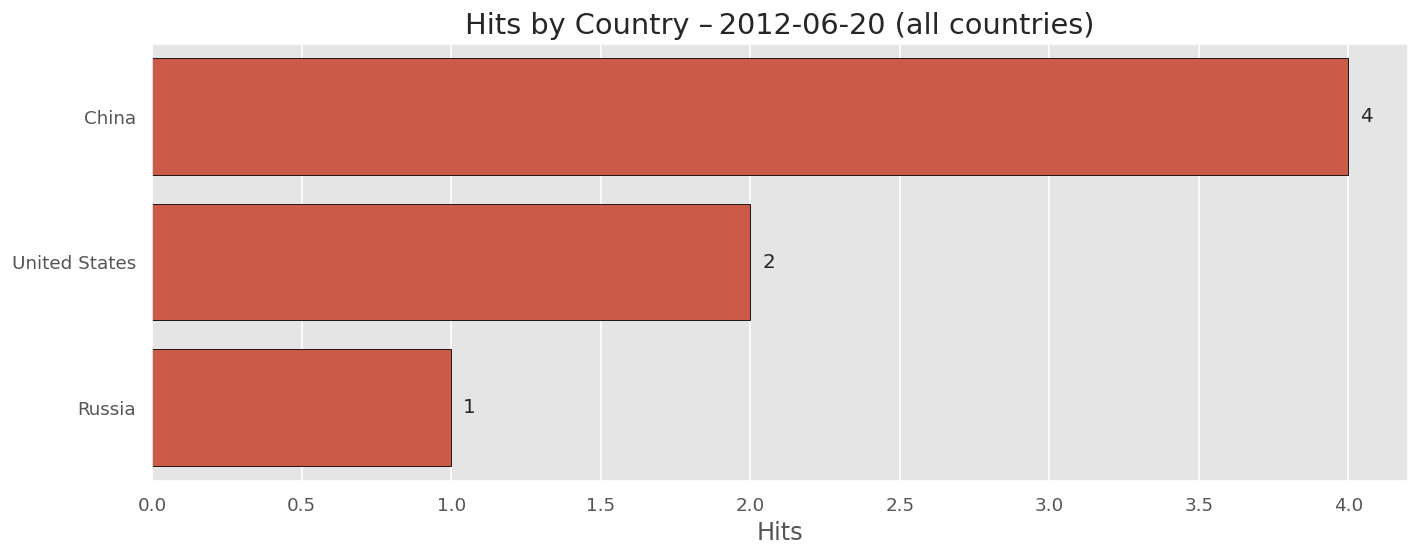 Hits by Country – 2012-06-20 (all countries)
China
4
United States
2
Russia
1
0.0 0.5 1.0 1.5 2.0 2.5 3.0 3.5 4.0
Hits